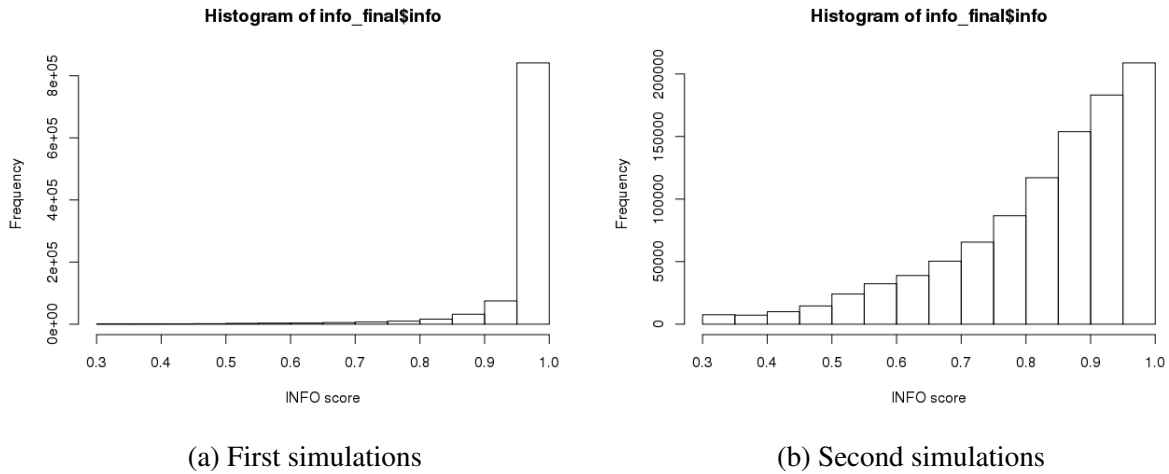 Histogram of info_final$info
Frequency
8e+05
6e+05
4e+05
2e+05
0e+00
0.3 0.4 0.5 0.6 0.7 0.8 0.9 1.0
INFO score
(a) First simulations
Histogram of info_final$info
Frequency
200000
150000
100000
50000
0
0.3 0.4 0.5 0.6 0.7 0.8 0.9 1.0
INFO score
(b) Second simulations